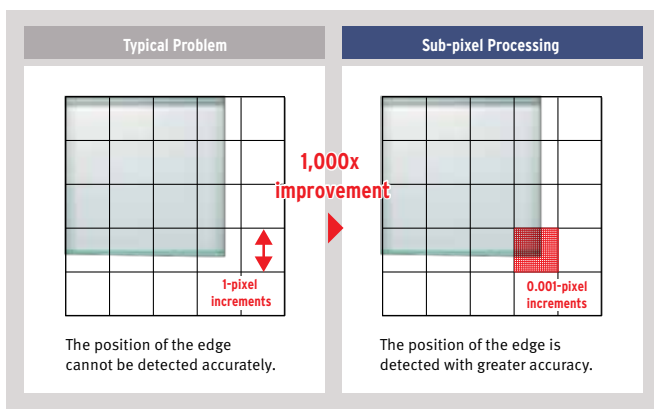 Typical Problem
Sub-pixel Processing
1,000x
improvement
1-pixel
increments
0.001-pixel
increments
The position of the edge
cannot be detected accurately.
The position of the edge is
detected with greater accuracy.